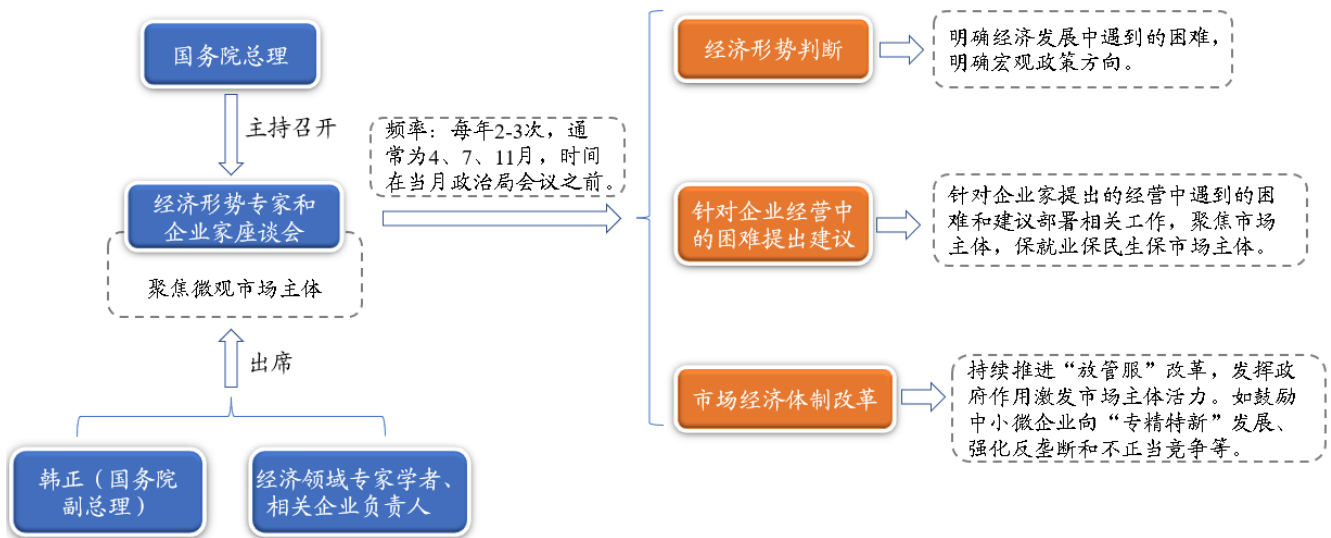 国务院总理
主持召开
经济形势专家和
企业家座谈会
聚焦微观市场主体
出席
韩正（国务院
副总理）
经济领域专家学者、
相关企业负责人
频率：每年2-3次，通
常为4、7、11月，时间
在当月政治局会议之前。
经济形势判断
明确经济发展中遇到的困难，
明确宏观政策方向。
针对企业经营中
的困难提出建议
针对企业家提出的经营中遇到的困
难和建议部署相关工作，聚焦市场
主体，保就业保民生保市场主体。
市场经济体制改革
持续推进“放管服”改革，发挥政
府作用激发市场主体活力。如鼓励
中小微企业向“专精特新”发展、
强化反垄断和不正当竞争等。